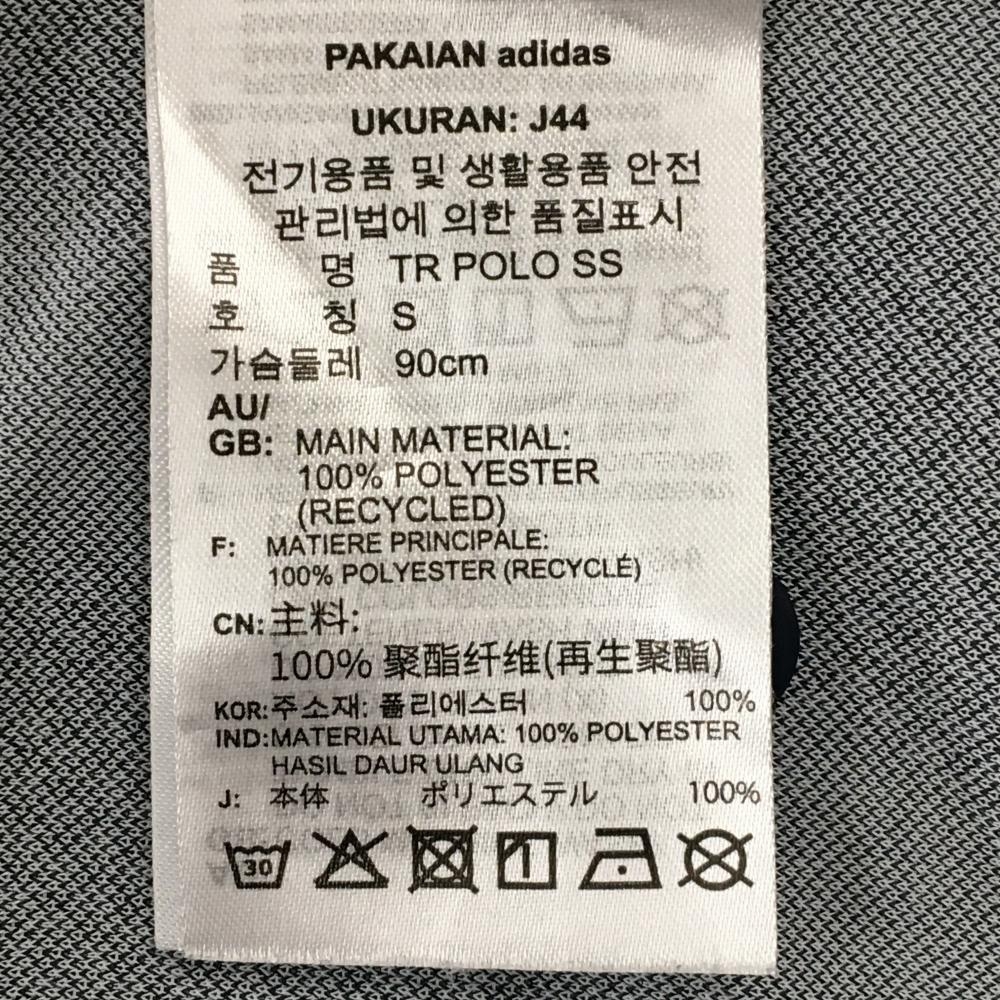 PAKAIAN adidas
UKURAN: J44
전기용품 및 생활용품 안전
관리법에 의한 품질표시
품 명 TR POLO SS
호 칭 S
가슴둘레 90cm
AU/
GB: MAIN MATERIAL:
100% POLYESTER
(RECYCLED)
F: MATIERE PRINCIPALE:
100% POLYESTER (RECYCLÉ)
CN: 主料:
100% 聚酯纤维(再生聚酯)
KOR: 주소재: 폴리에스터 100%
IND: MATERIAL UTAMA: 100% POLYESTER
HASIL DAUR ULANG
J: 本体 ポリエステル 100%
30